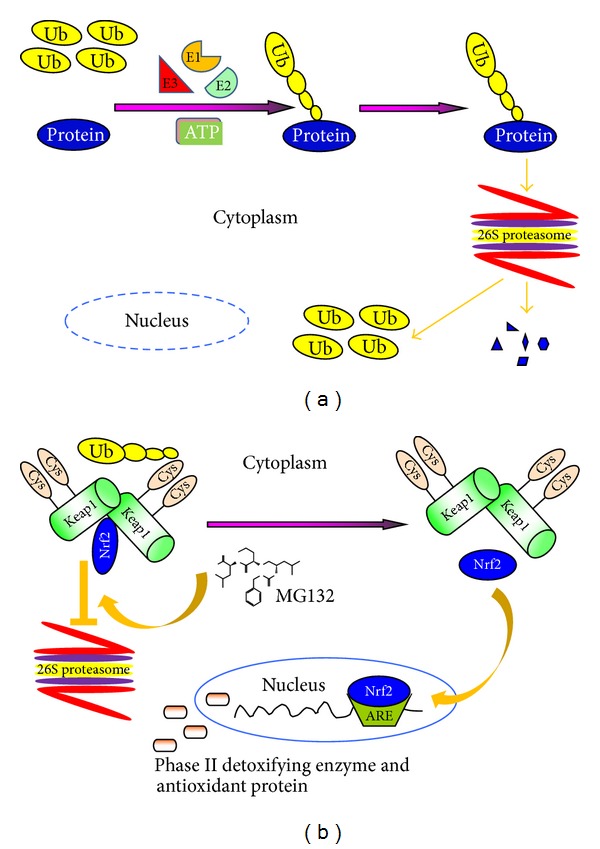 Ub Ub
Ub Ub
E1
E3 E2
ATP
Protein
Ub
Protein
Ub
Protein
26S proteasome
Cytoplasm
Nucleus
Ub Ub
Ub Ub
( a )
Ub
Cys
Cys
Cys
Cys
Keap1
Keap1
Nrf2
26S proteasome
Cytoplasm
MG132
Cys
Cys
Cys
Cys
Keap1
Keap1
Nrf2
Nucleus
Nrf2
ARE
Phase II detoxifying enzyme and
antioxidant protein
( b )